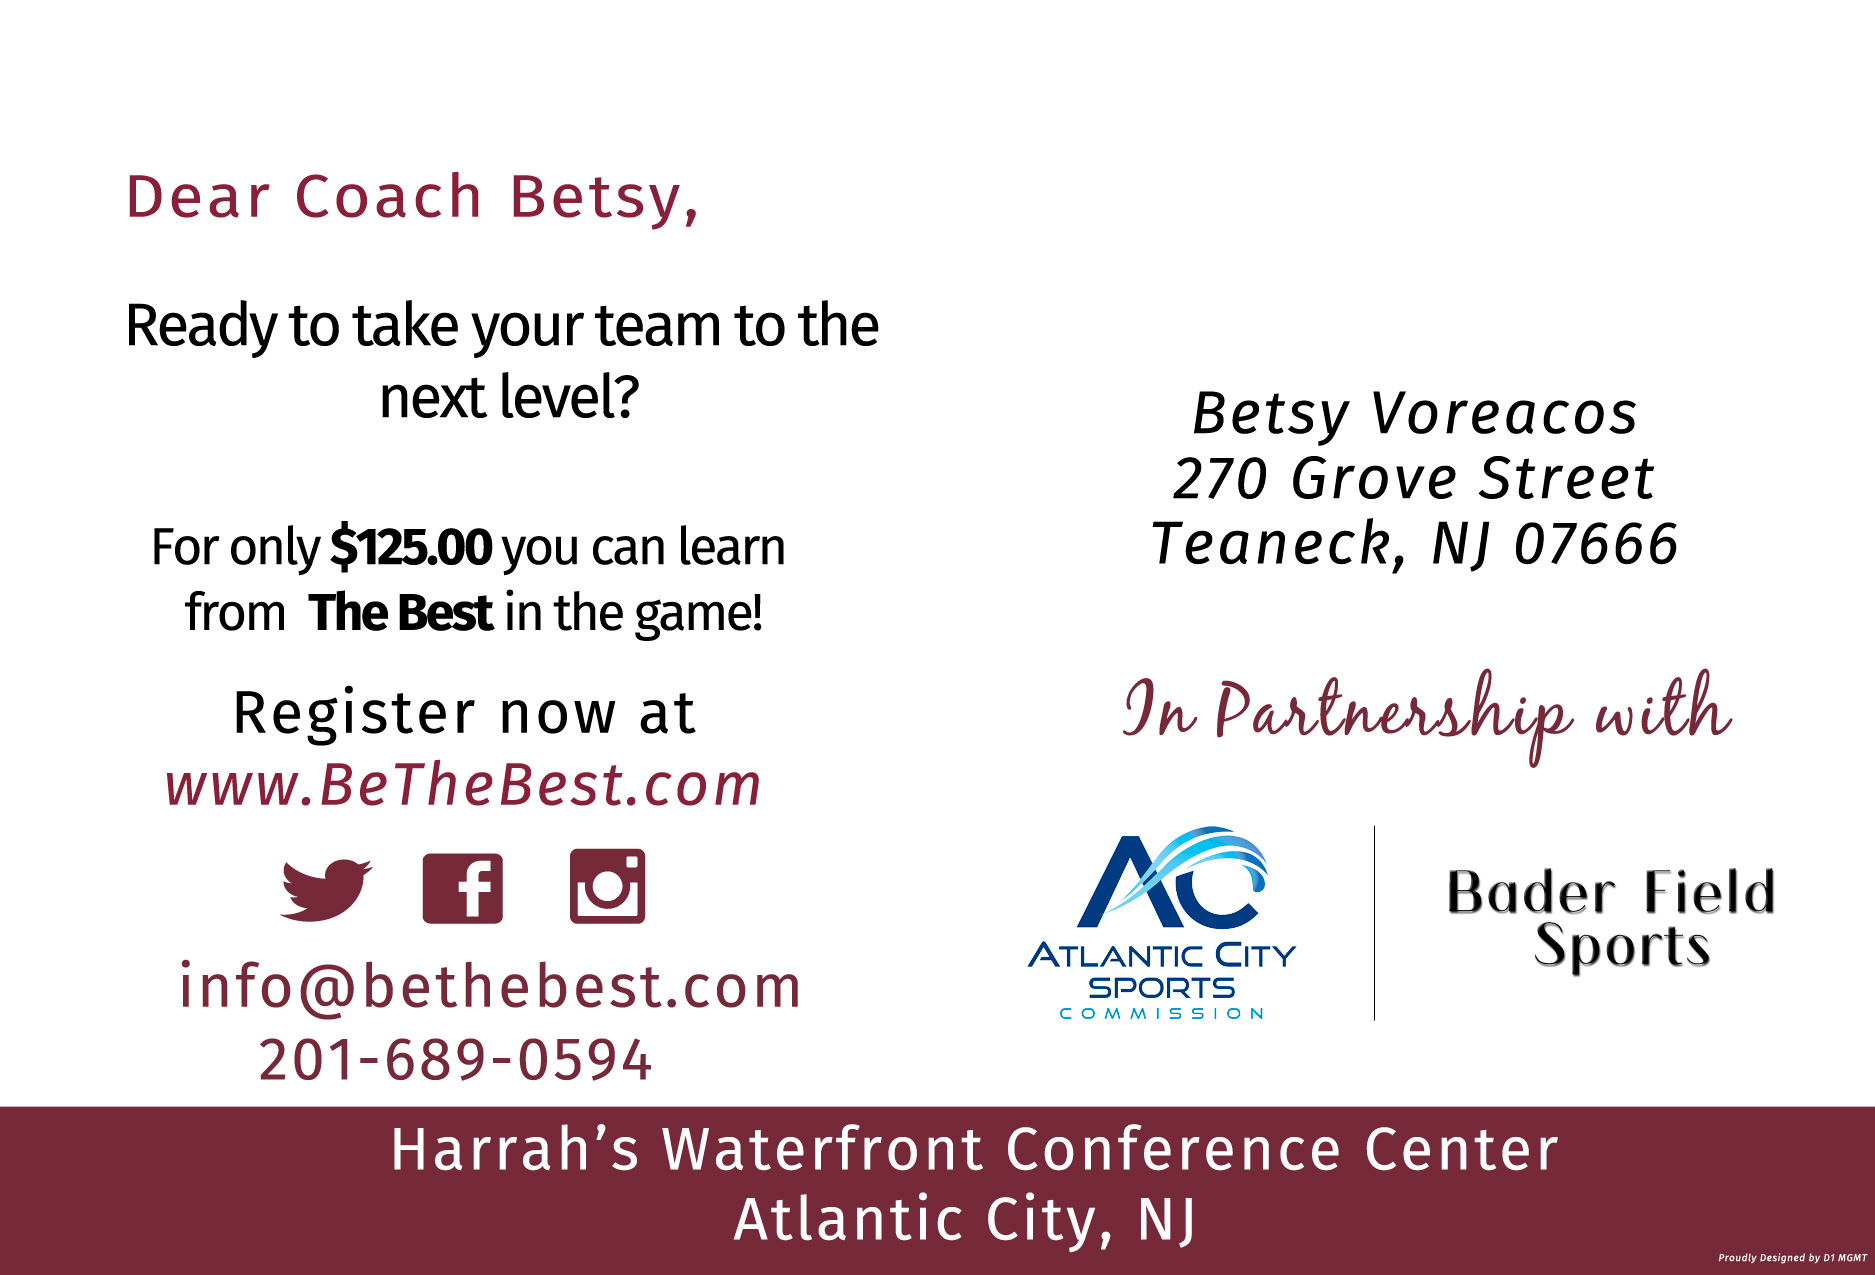 Dear Coach Betsy,
Ready to take your team to the
next level?
For only $125.00 you can learn
from The Best in the game!
Register now at
www.BeTheBest.com
info@bethebest.com
201-689-0594
Betsy Voreacos
270 Grove Street
Teaneck, NJ 07666
In Partnership with
AC
ATLANTIC CITY
SPORTS
COMMISSION
Bader Field
Sports
Harrah’s Waterfront Conference Center
Atlantic City, NJ
Proudly Designed by D1 MGMT